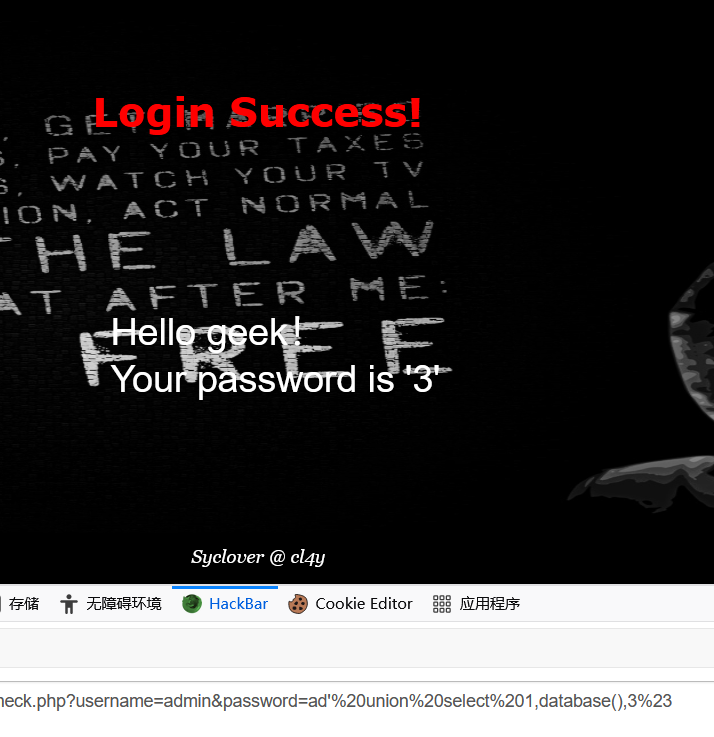 Login Success!
, GET MARRIED
S, PAY YOUR TAXES
S, WATCH YOUR TV
ION, ACT NORMAL
THE LAW
AT AFTER ME:
Hello geek！
FREE
Your password is '3'
Syclover @ cl4y
存储 无障碍环境 HackBar Cookie Editor 应用程序
heck.php?username=admin&password=ad'%20union%20select%201,database(),3%23